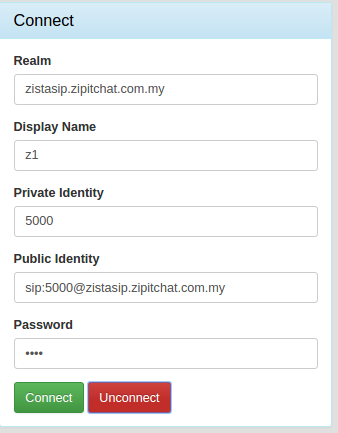 Connect
Realm
zistasip.zipitchat.com.my
Display Name
z1
Private Identity
5000
Public Identity
sip:5000@zistasip.zipitchat.com.my
Password
••••
Connect Unconnect